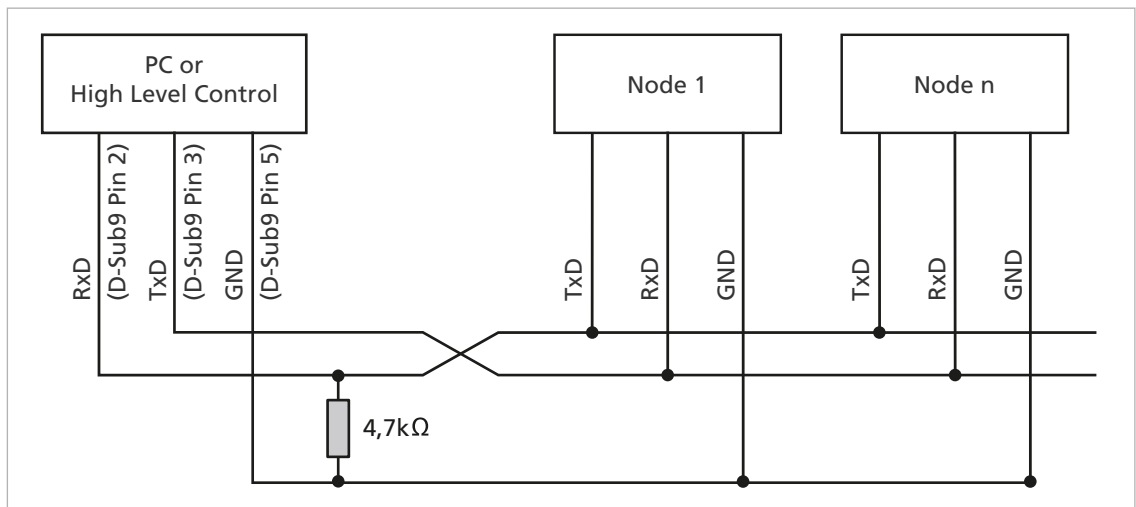 PC or
High Level Control
Node 1
Node n
RxD
(D-Sub9 Pin 2)
TxD
(D-Sub9 Pin 3)
GND
(D-Sub9 Pin 5)
TxD
RxD
GND
TxD
RxD
GND
4,7kΩ